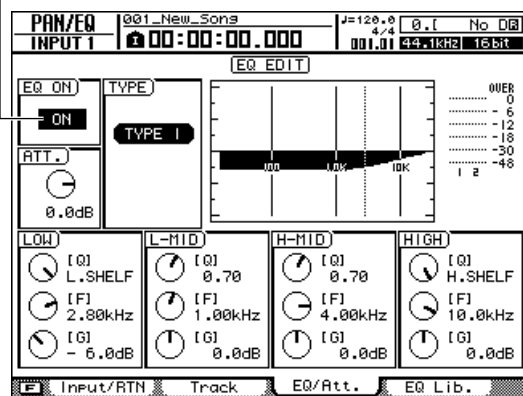 PAN/EQ
INPUT 1
001_New_Song
00:00:00.000
♩=120.0
4/4
001.01
0.[ No D
44.1kHz 16bit
EQ EDIT
EQ ON
ON
TYPE
TYPE I
ATT.
0.0dB
100 1.0K 10K
OVER
0
- 6
-12
-18
-30
-48
1 2
LOW
[Q]
L.SHELF
[F]
2.80kHz
[G]
- 6.0dB
L-MID
[Q]
0.70
[F]
1.00kHz
[G]
0.0dB
H-MID
[Q]
0.70
[F]
4.00kHz
[G]
0.0dB
HIGH
[Q]
H.SHELF
[F]
10.0kHz
[G]
0.0dB
F Input/RTN Track EQ/Att. EQ Lib.